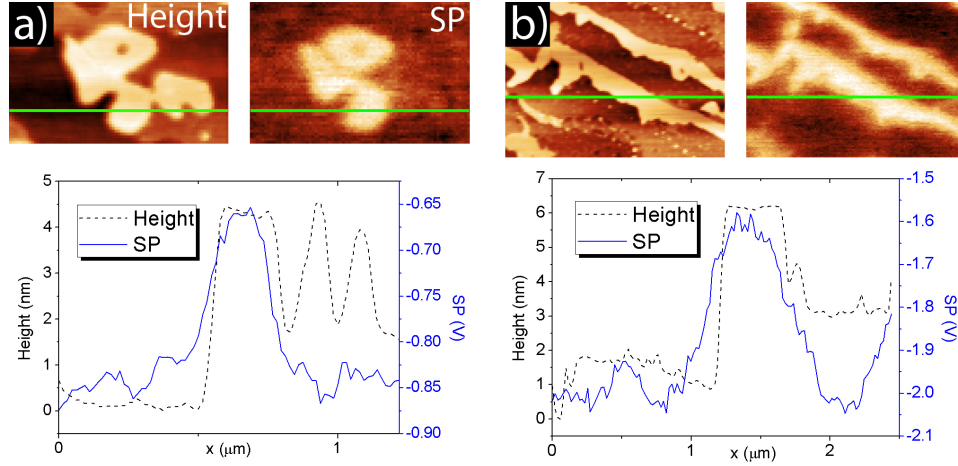 a) Height SP
b)
Height
SP
5
4
3
2
1
0
Height (nm)
-0.65
-0.70
-0.75
-0.80
-0.85
-0.90
SP (V)
0 1
x (μm)
Height
SP
7
6
5
4
3
2
1
0
Height (nm)
-1.5
-1.6
-1.7
-1.8
-1.9
-2.0
-2.1
SP (V)
0 1 2
x (μm)